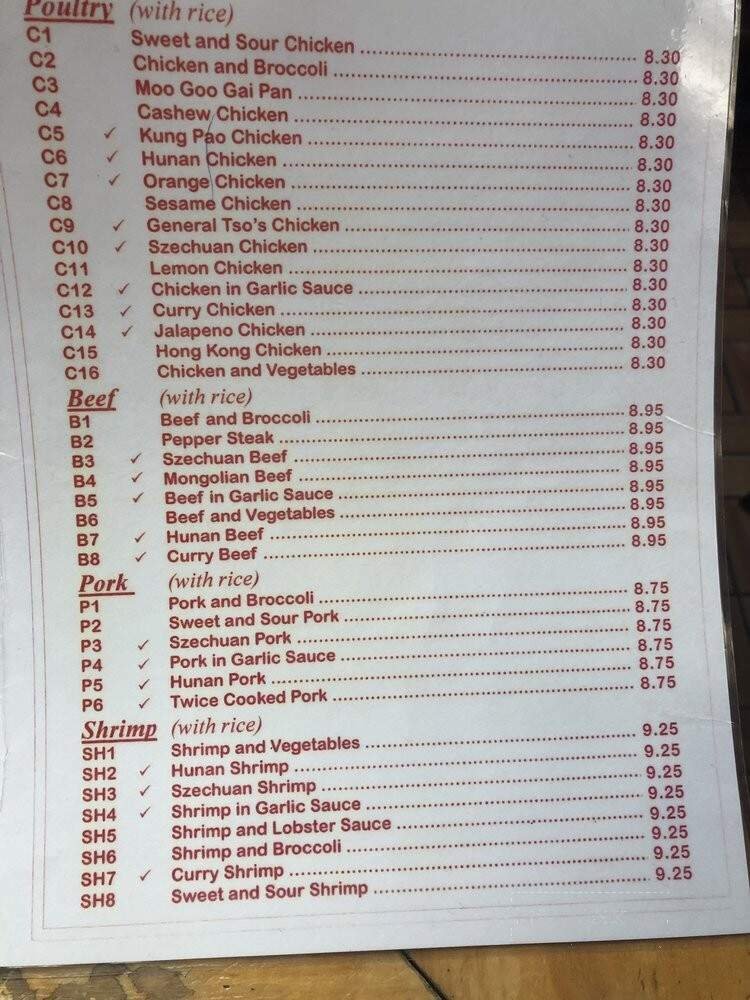 Poultry (with rice)
C1 Sweet and Sour Chicken 8.30
C2 Chicken and Broccoli 8.30
C3 Moo Goo Gai Pan 8.30
C4 Cashew Chicken 8.30
C5 ✓ Kung Pao Chicken 8.30
C6 ✓ Hunan Chicken 8.30
C7 ✓ Orange Chicken 8.30
C8 Sesame Chicken 8.30
C9 ✓ General Tso's Chicken 8.30
C10 ✓ Szechuan Chicken 8.30
C11 Lemon Chicken 8.30
C12 ✓ Chicken in Garlic Sauce 8.30
C13 ✓ Curry Chicken 8.30
C14 ✓ Jalapeno Chicken 8.30
C15 Hong Kong Chicken 8.30
C16 Chicken and Vegetables 8.30
Beef (with rice)
B1 Beef and Broccoli 8.95
B2 Pepper Steak 8.95
B3 ✓ Szechuan Beef 8.95
B4 ✓ Mongolian Beef 8.95
B5 ✓ Beef in Garlic Sauce 8.95
B6 Beef and Vegetables 8.95
B7 ✓ Hunan Beef 8.95
B8 ✓ Curry Beef 8.95
Pork (with rice)
P1 Pork and Broccoli 8.75
P2 Sweet and Sour Pork 8.75
P3 ✓ Szechuan Pork 8.75
P4 ✓ Pork in Garlic Sauce 8.75
P5 ✓ Hunan Pork 8.75
P6 ✓ Twice Cooked Pork 8.75
Shrimp (with rice)
SH1 Shrimp and Vegetables 9.25
SH2 ✓ Hunan Shrimp 9.25
SH3 ✓ Szechuan Shrimp 9.25
SH4 ✓ Shrimp in Garlic Sauce 9.25
SH5 Shrimp and Lobster Sauce 9.25
SH6 Shrimp and Broccoli 9.25
SH7 ✓ Curry Shrimp 9.25
SH8 Sweet and Sour Shrimp 9.25